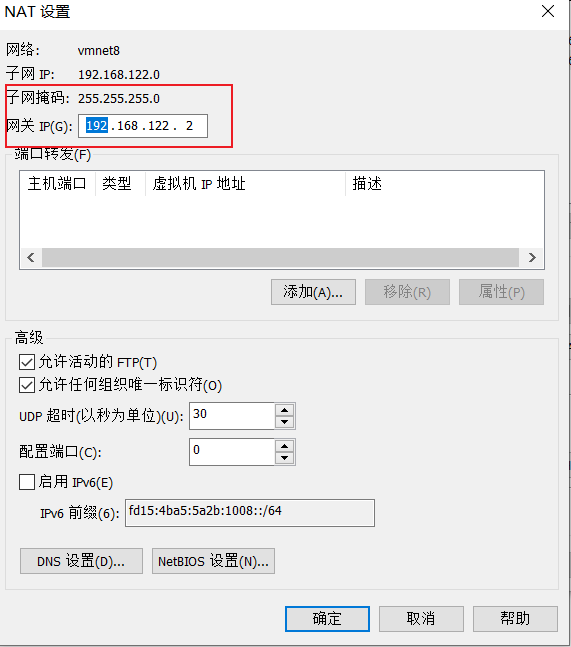 NAT 设置
网络: vmnet8
子网 IP: 192.168.122.0
子网掩码: 255.255.255.0
网关 IP(G): 192 .168 .122 . 2
端口转发(F)
主机端口 类型 虚拟机 IP 地址 描述
添加(A)... 移除(R) 属性(P)
高级
允许活动的 FTP(T)
允许任何组织唯一标识符(O)
UDP 超时(以秒为单位)(U): 30
配置端口(C): 0
启用 IPv6(E)
IPv6 前缀(6): fd15:4ba5:5a2b:1008::/64
DNS 设置(D)... NetBIOS 设置(N)...
确定 取消 帮助